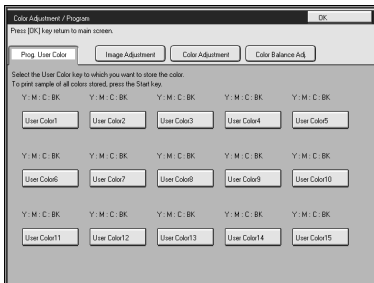 Color Adjustment / Program OK
Press [OK] key return to main screen.
Prog. User Color Image Adjustment Color Adjustment Color Balance Adj.
Select the User Color key to which you want to store the color.
To print sample of all colors stored, press the Start key.
Y : M : C : BK Y : M : C : BK Y : M : C : BK Y : M : C : BK Y : M : C : BK
User Color1 User Color2 User Color3 User Color4 User Color5
Y : M : C : BK Y : M : C : BK Y : M : C : BK Y : M : C : BK Y : M : C : BK
User Color6 User Color7 User Color8 User Color9 User Color10
Y : M : C : BK Y : M : C : BK Y : M : C : BK Y : M : C : BK Y : M : C : BK
User Color11 User Color12 User Color13 User Color14 User Color15